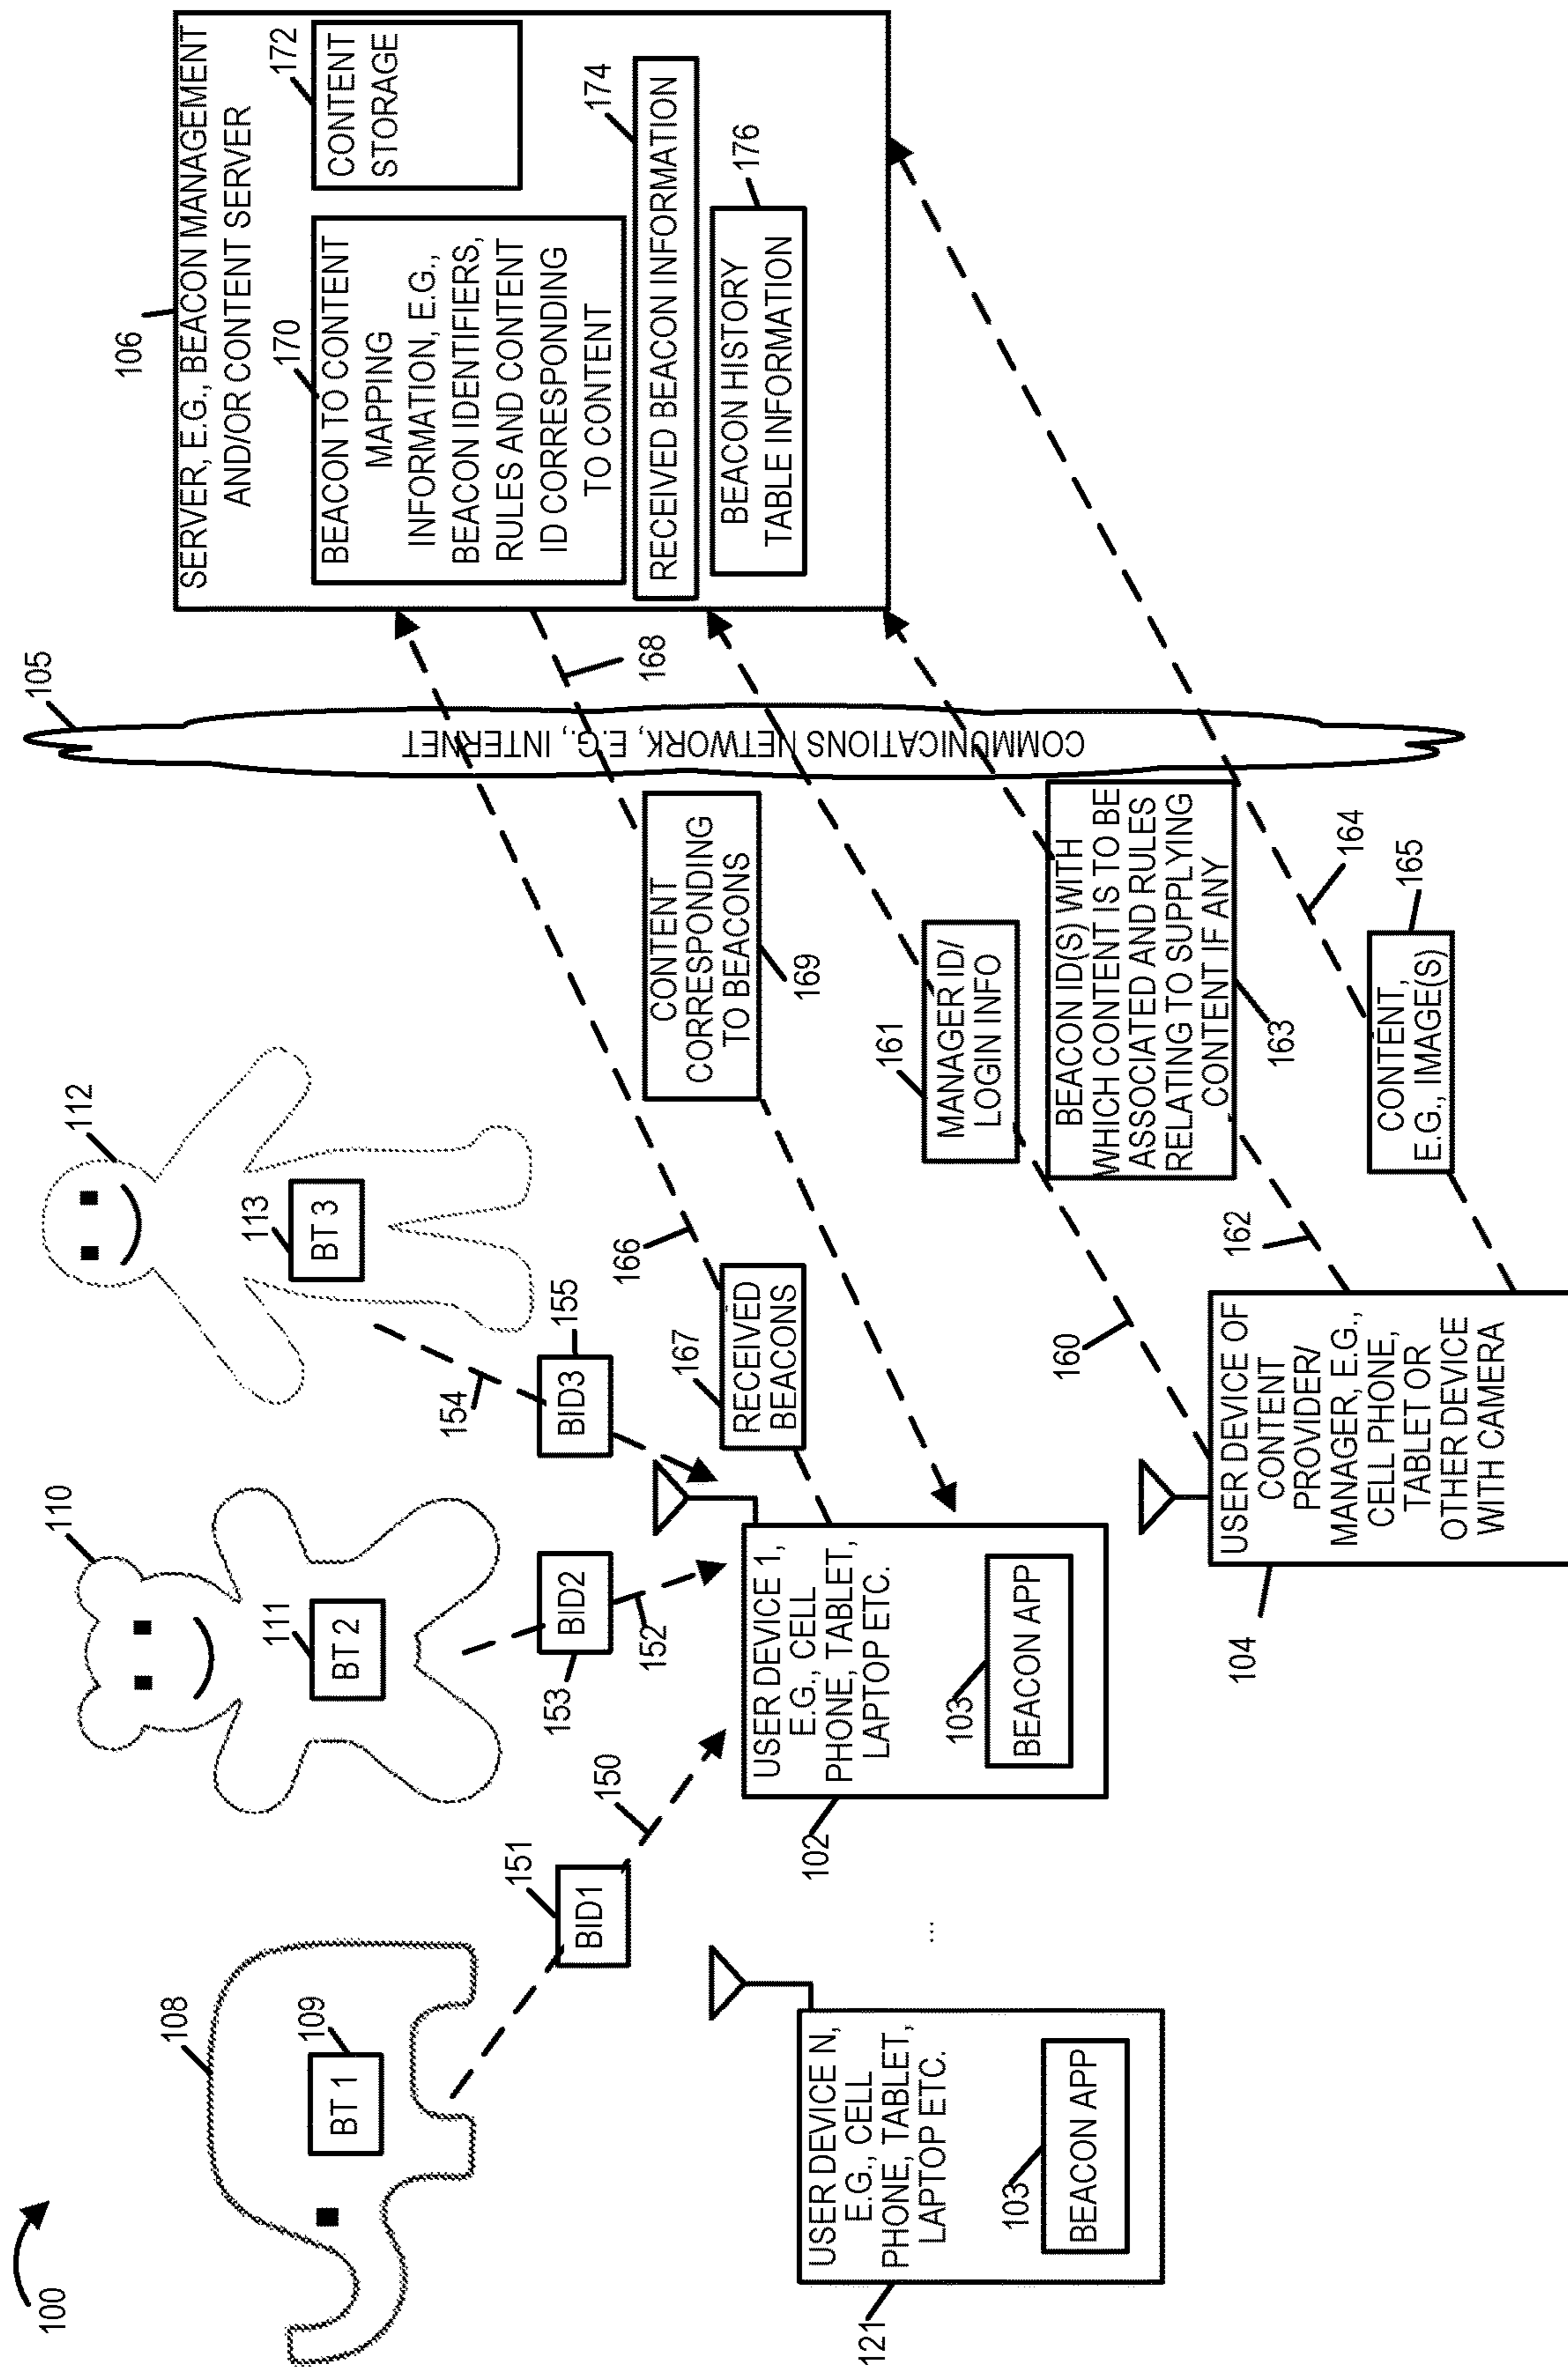 100
108
109
BT 1
110
111
BT 2
112
113
BT 3
151
BID1
150
BID2
153
152
BID3
155
154
105
COMMUNICATIONS NETWORK, E.G., INTERNET
106
SERVER, E.G., BEACON MANAGEMENT
AND/OR CONTENT SERVER
170
BEACON TO CONTENT
MAPPING
INFORMATION, E.G.,
BEACON IDENTIFIERS,
RULES AND CONTENT
ID CORRESPONDING
TO CONTENT
172
CONTENT
STORAGE
174
RECEIVED BEACON INFORMATION
176
BEACON HISTORY
TABLE INFORMATION
121
USER DEVICE N,
E.G., CELL
PHONE, TABLET,
LAPTOP ETC.
103
BEACON APP
...
102
USER DEVICE 1,
E.G., CELL
PHONE, TABLET,
LAPTOP ETC.
103
BEACON APP
167
RECEIVED
BEACONS
166
168
CONTENT
CORRESPONDING
TO BEACONS
169
161
MANAGER ID/
LOGIN INFO
160
BEACON ID(S) WITH
WHICH CONTENT IS TO BE
ASSOCIATED AND RULES
RELATING TO SUPPLYING
CONTENT IF ANY
163
162
164
165
CONTENT,
E.G., IMAGE(S)
104
USER DEVICE OF
CONTENT
PROVIDER/
MANAGER, E.G.,
CELL PHONE,
TABLET OR
OTHER DEVICE
WITH CAMERA